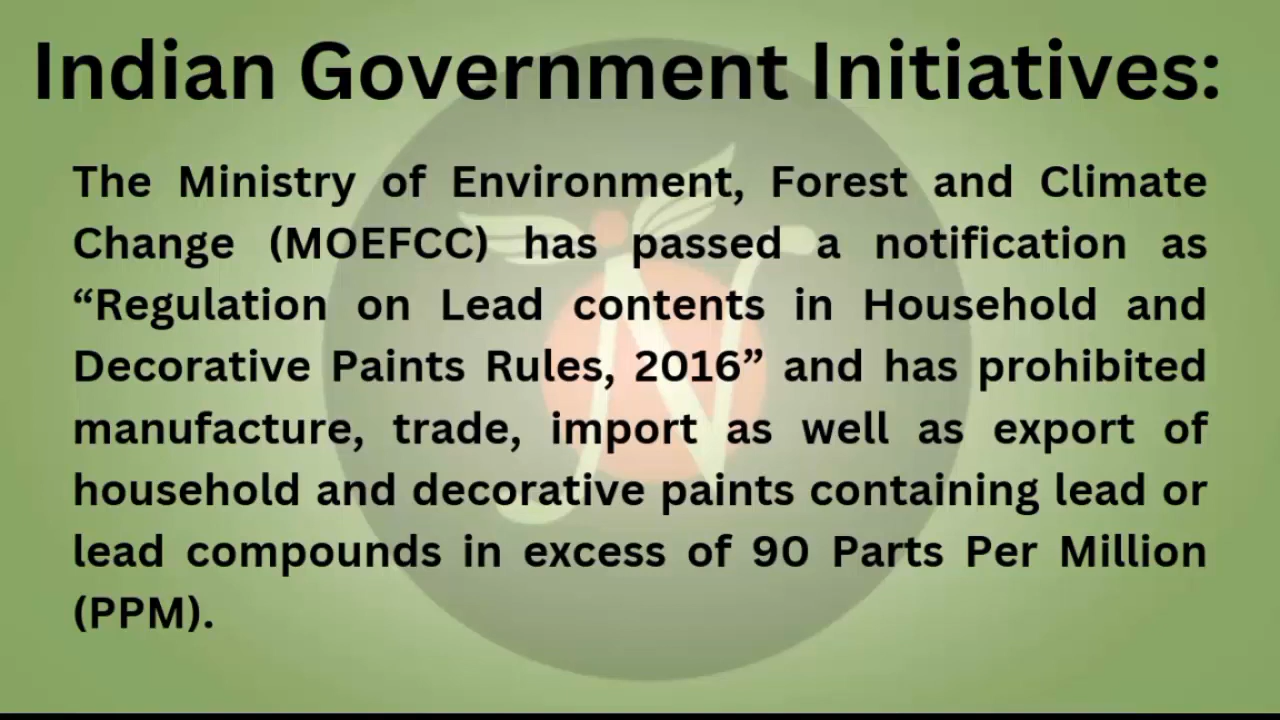 Indian Government Initiatives:
The Ministry of Environment, Forest and Climate
Change (MOEFCC) has passed a notification as
“Regulation on Lead contents in Household and
Decorative Paints Rules, 2016” and has prohibited
manufacture, trade, import as well as export of
household and decorative paints containing lead or
lead compounds in excess of 90 Parts Per Million
(PPM).